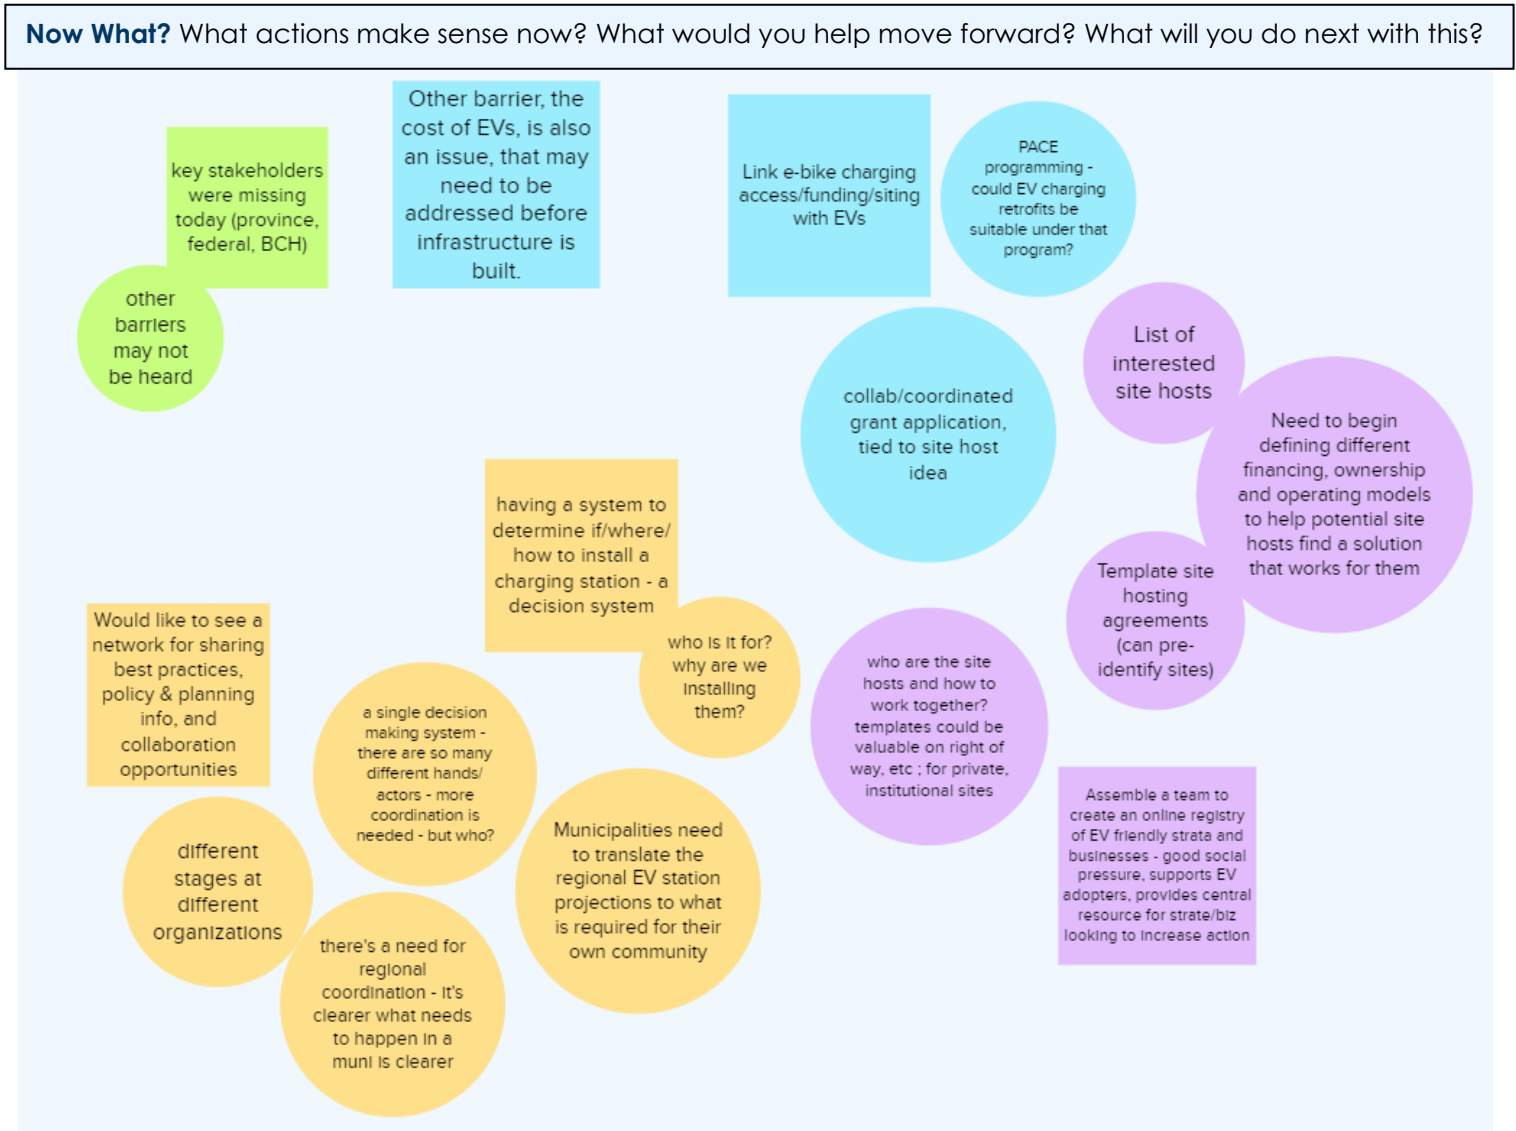 Now What? What actions make sense now? What would you help move forward? What will you do next with this?
key stakeholders
were missing
today (province,
federal, BCH)
other
barriers
may not
be heard
Other barrier, the
cost of EVs, is also
an issue, that may
need to be
addressed before
infrastructure is
built.
Link e-bike charging
access/funding/siting
with EVs
PACE
programming -
could EV charging
retrofits be
suitable under that
program?
collab/coordinated
grant application,
tied to site host
idea
List of
interested
site hosts
Need to begin
defining different
financing, ownership
and operating models
to help potential site
hosts find a solution
that works for them
Template site
hosting
agreements
(can pre-
identify sites)
who are the site
hosts and how to
work together?
templates could be
valuable on right of
way, etc ; for private,
institutional sites
Assemble a team to
create an online registry
of EV friendly strata and
businesses - good social
pressure, supports EV
adopters, provides central
resource for strate/biz
looking to increase action
having a system to
determine if/where/
how to install a
charging station - a
decision system
who is it for?
why are we
installing
them?
Would like to see a
network for sharing
best practices,
policy & planning
info, and
collaboration
opportunities
different
stages at
different
organizations
a single decision
making system -
there are so many
different hands/
actors - more
coordination is
needed - but who?
there's a need for
regional
coordination - it's
clearer what needs
to happen in a
muni is clearer
Municipalities need
to translate the
regional EV station
projections to what
is required for their
own community